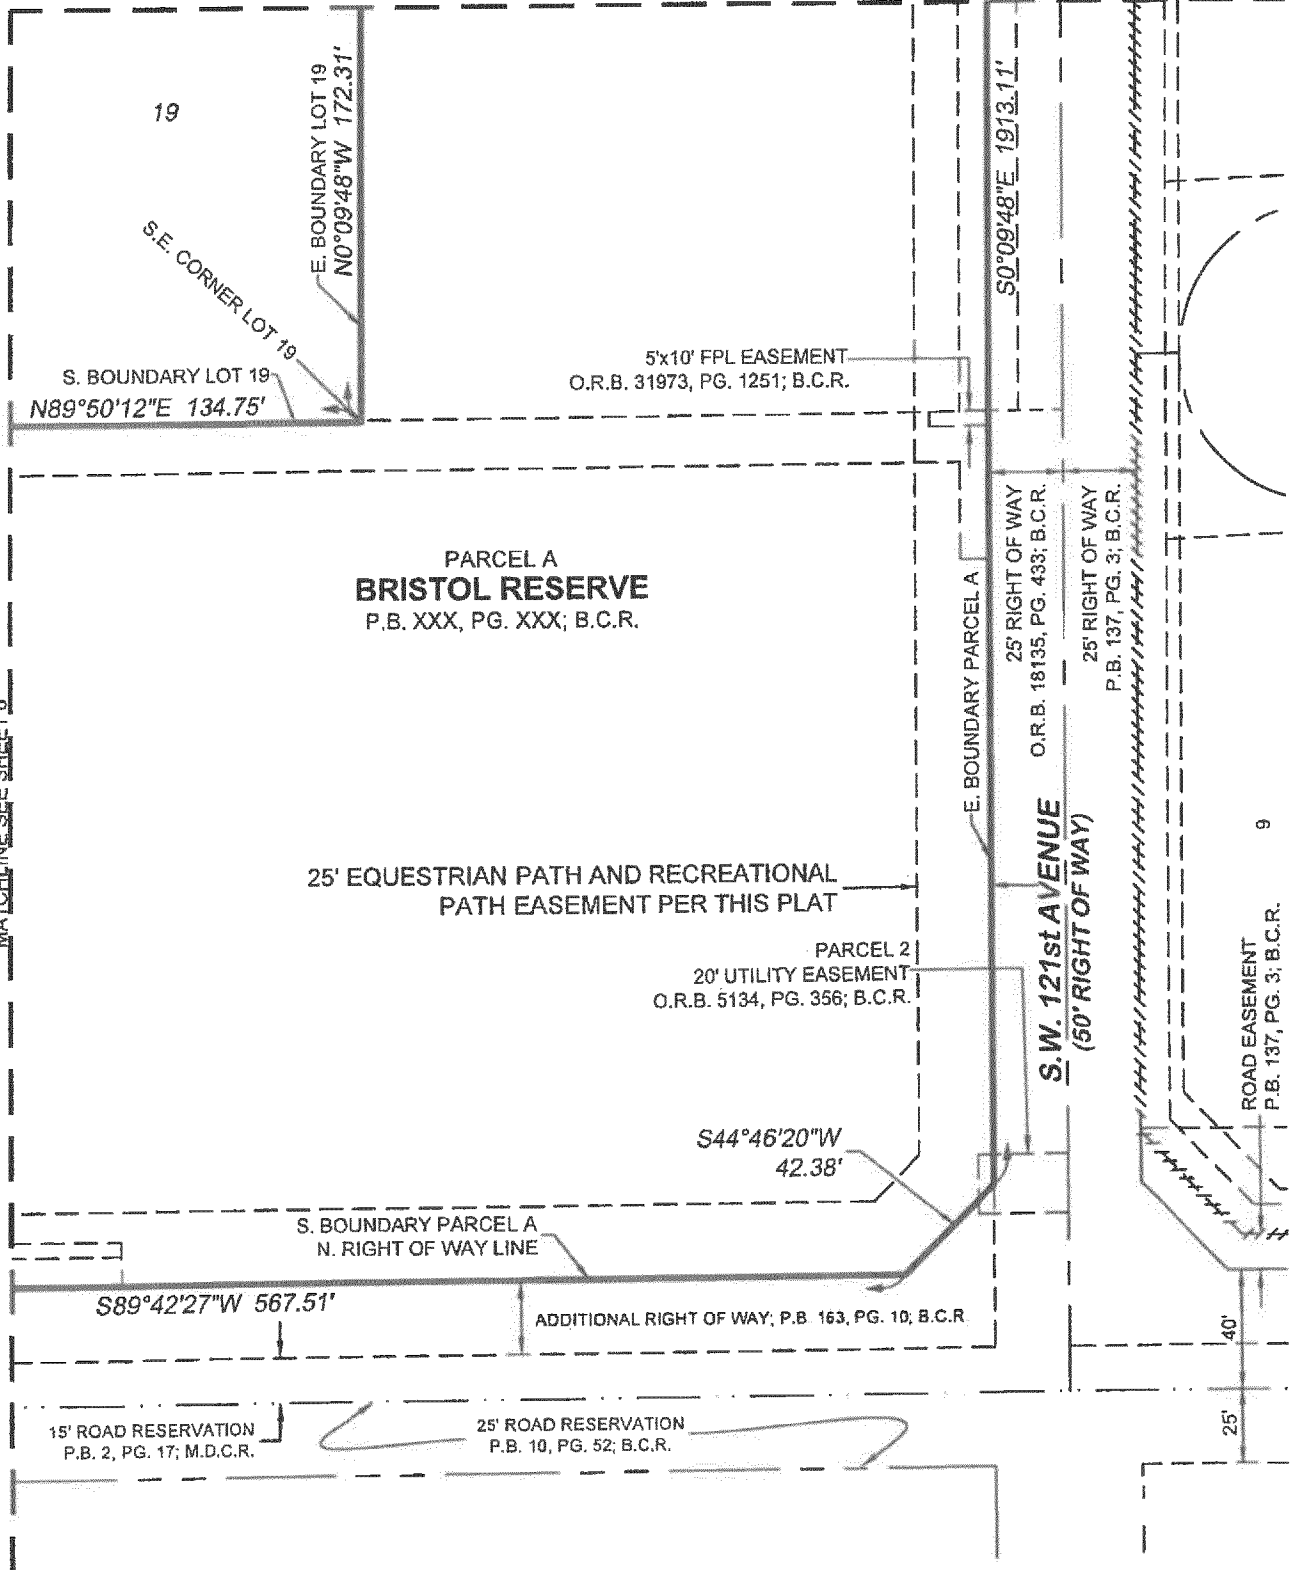 19
E. BOUNDARY LOT 19
N0°09'48"W 172.31'
S.E. CORNER LOT 19
S. BOUNDARY LOT 19
N89°50'12"E 134.75'
S0°09'48"E 1913.11'
5'x10' FPL EASEMENT
O.R.B. 31973, PG. 1251; B.C.R.
25' RIGHT OF WAY
O.R.B. 18135, PG. 433; B.C.R.
25' RIGHT OF WAY
P.B. 137, PG. 3; B.C.R.
PARCEL A
BRISTOL RESERVE
P.B. XXX, PG. XXX; B.C.R.
E. BOUNDARY PARCEL A
MATCHLINE SEE SHEET
25' EQUESTRIAN PATH AND RECREATIONAL
PATH EASEMENT PER THIS PLAT
S.W. 121st AVENUE
(50' RIGHT OF WAY)
9
PARCEL 2
20' UTILITY EASEMENT
O.R.B. 5134, PG. 356; B.C.R.
ROAD EASEMENT
P.B. 137, PG. 3; B.C.R.
S44°46'20"W
42.38'
S. BOUNDARY PARCEL A
N. RIGHT OF WAY LINE
S89°42'27"W 567.51'
ADDITIONAL RIGHT OF WAY; P.B. 163, PG. 10; B.C.R
40'
15' ROAD RESERVATION
P.B. 2, PG. 17; M.D.C.R.
25' ROAD RESERVATION
P.B. 10, PG. 52; B.C.R.
25'